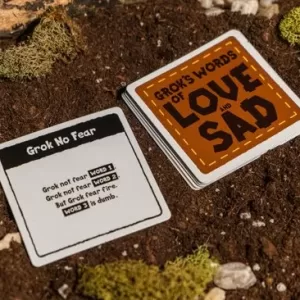 Grok No Fear
Grok not fear WORD 1.
Grok not fear WORD 2.
But Grok fear fire.
WORD 3 is dumb.
GROK'S WORDS
OF
LOVE
AND
SAD